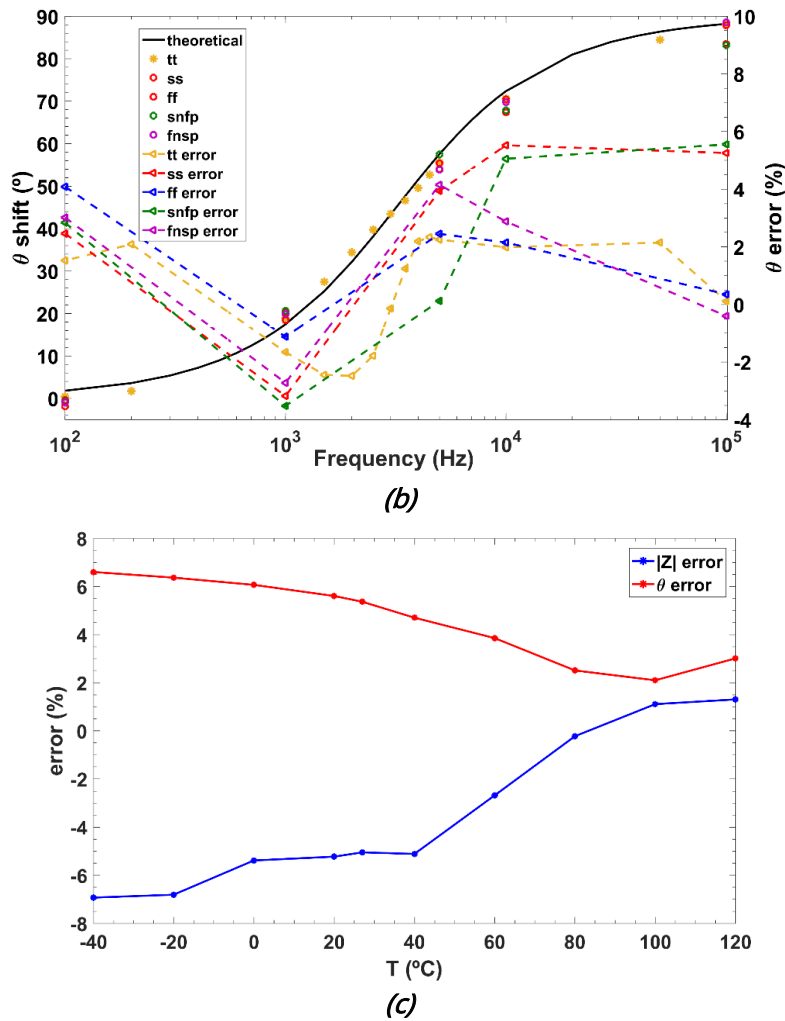 90
80
70
60
50
40
30
20
10
0
θ shift (º)
theoretical
tt
ss
ff
snfp
fnsp
tt error
ss error
ff error
snfp error
fnsp error
10
8
6
4
2
0
-2
-4
θ error (%)
10² 10³ 10⁴ 10⁵
Frequency (Hz)
(b)
8
6
4
2
0
-2
-4
-6
-8
error (%)
|Z| error
θ error
-40 -20 0 20 40 60 80 100 120
T (ºC)
(c)